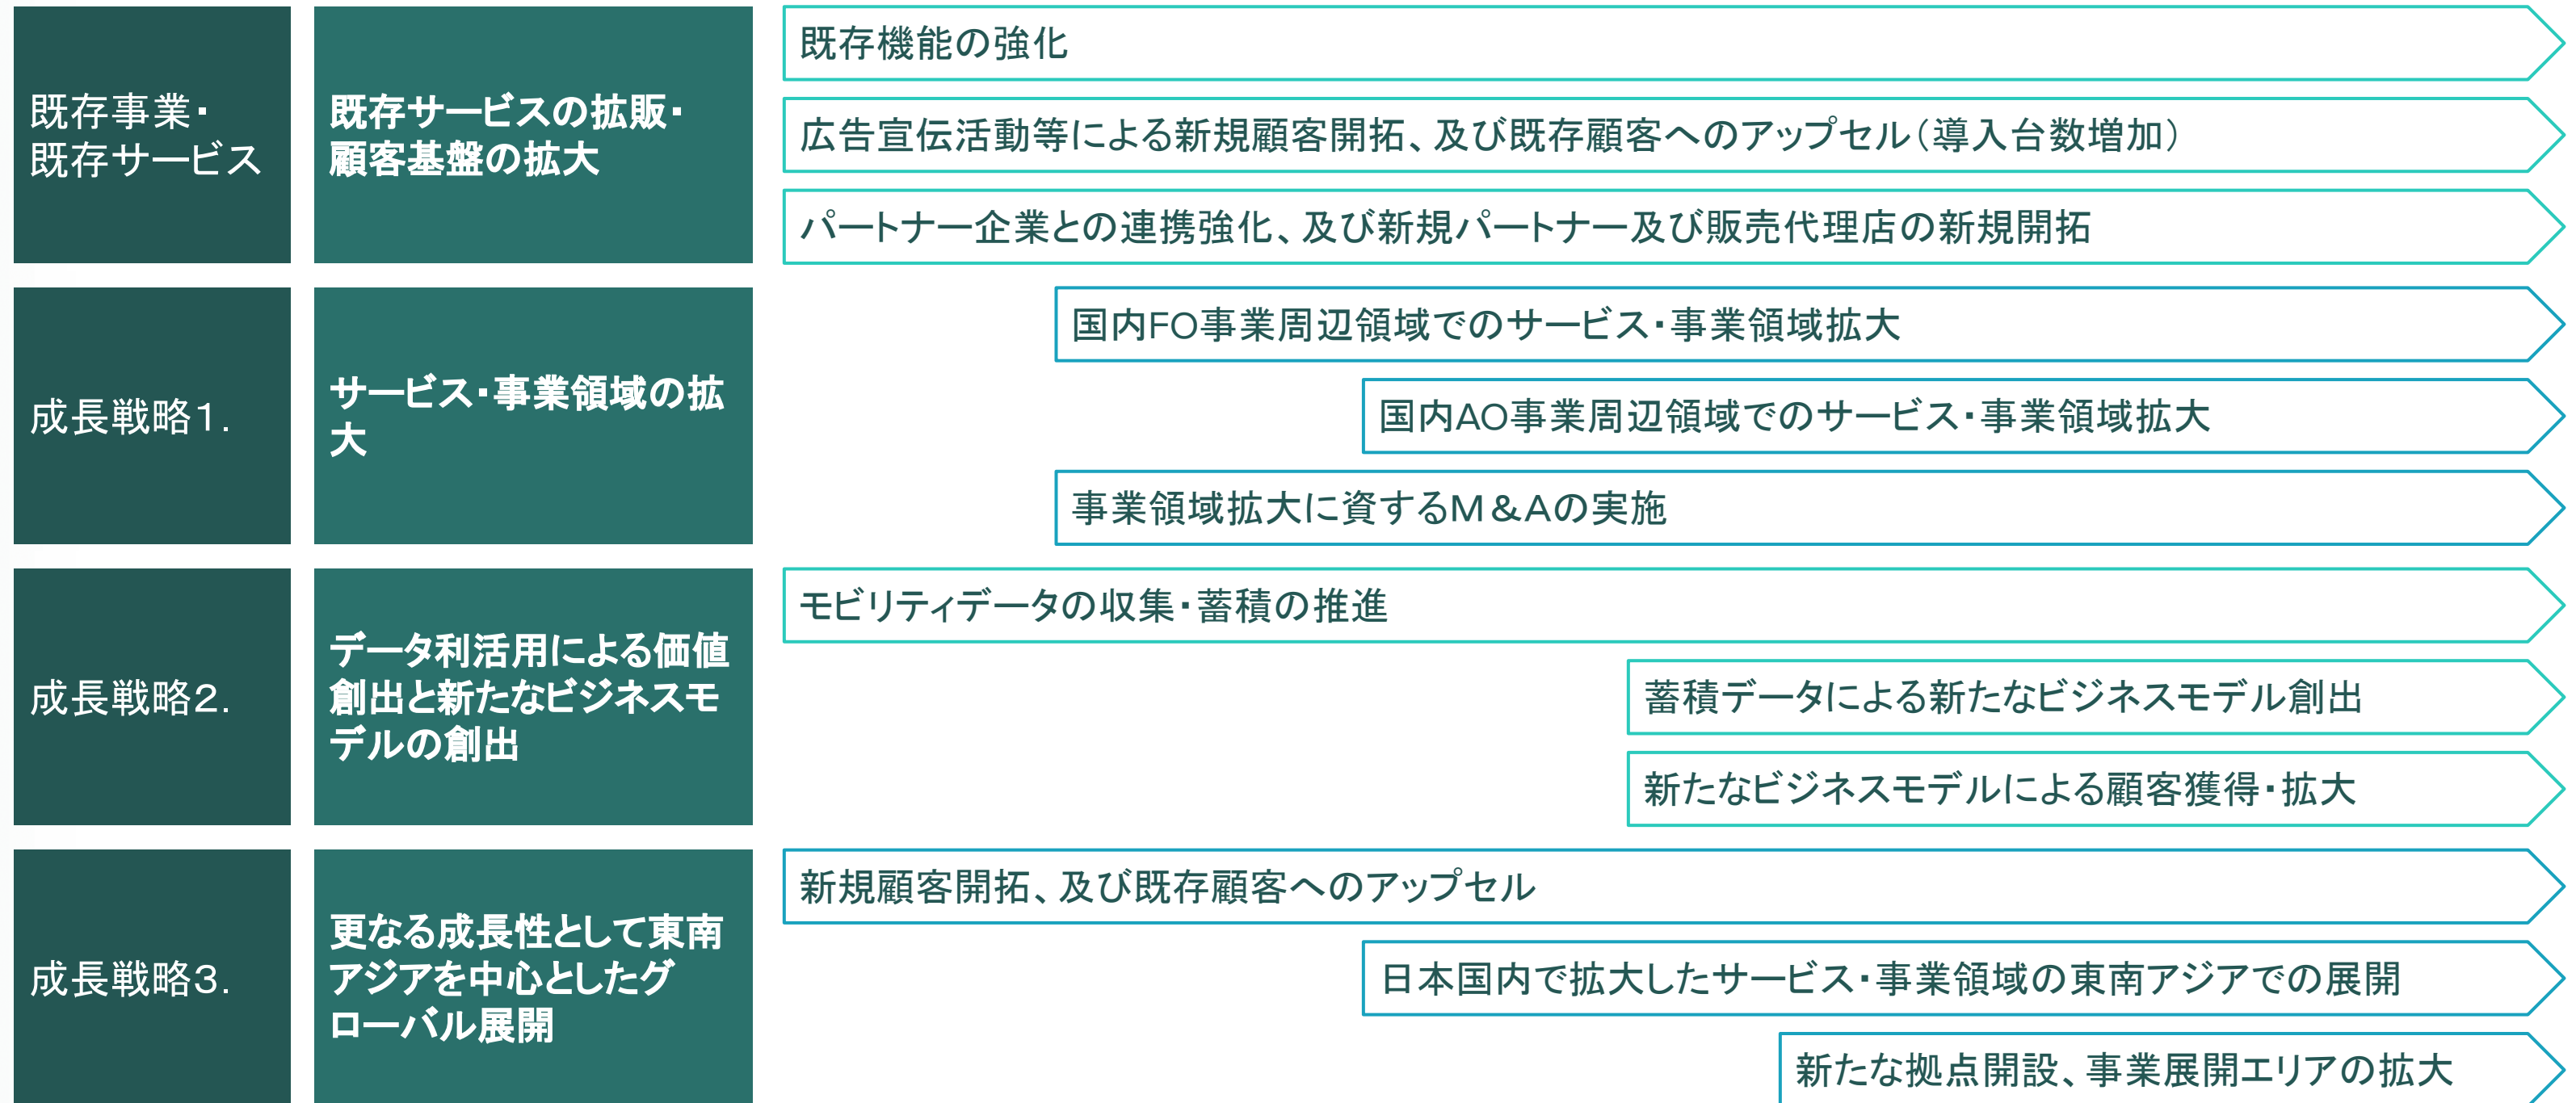 既存事業・
既存サービス
既存サービスの拡販・
顧客基盤の拡大
既存機能の強化
広告宣伝活動等による新規顧客開拓、及び既存顧客へのアップセル（導入台数増加）
パートナー企業との連携強化、及び新規パートナー及び販売代理店の新規開拓
成長戦略1．
サービス・事業領域の拡
大
国内FO事業周辺領域でのサービス・事業領域拡大
国内AO事業周辺領域でのサービス・事業領域拡大
事業領域拡大に資するM＆Aの実施
成長戦略2．
データ利活用による価値
創出と新たなビジネスモ
デルの創出
モビリティデータの収集・蓄積の推進
蓄積データによる新たなビジネスモデル創出
新たなビジネスモデルによる顧客獲得・拡大
成長戦略3．
更なる成長性として東南
アジアを中心としたグ
ローバル展開
新規顧客開拓、及び既存顧客へのアップセル
日本国内で拡大したサービス・事業領域の東南アジアでの展開
新たな拠点開設、事業展開エリアの拡大